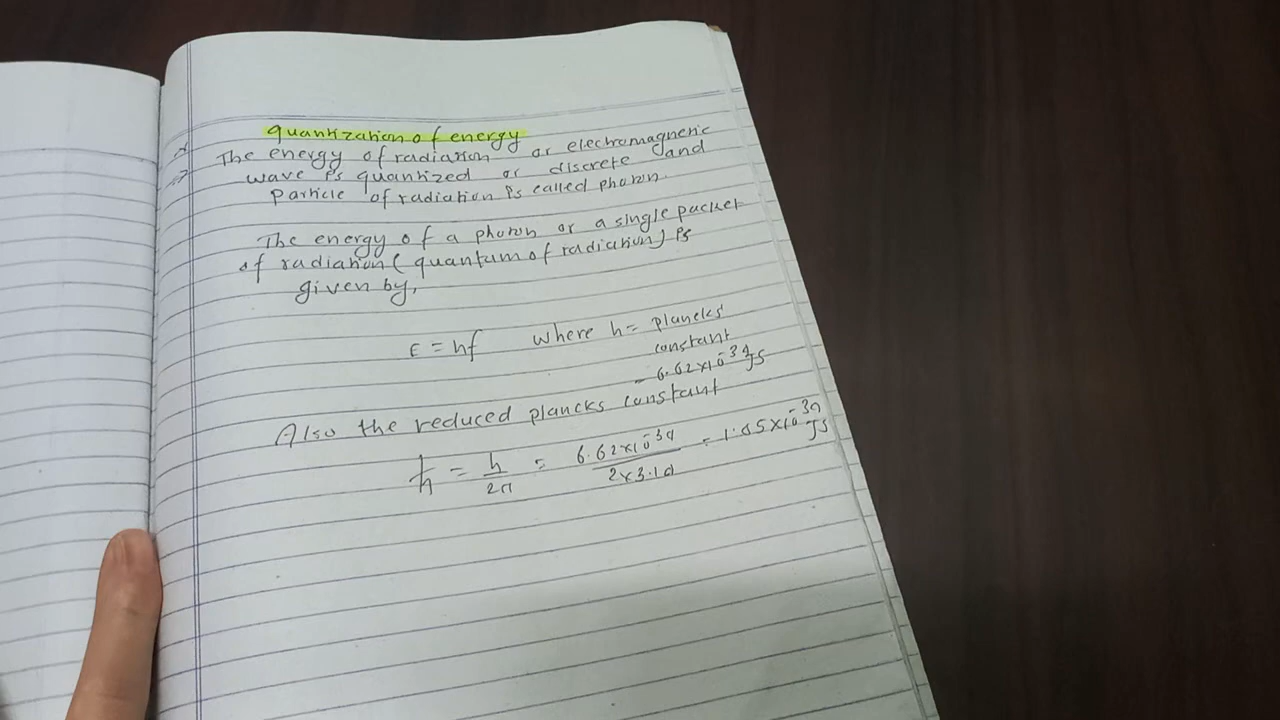 quantization of energy
The energy of radiation or electromagnetic
wave is quantized or discrete and
particle of radiation is called photon.
The energy of a photon or a single packet
of radiation (quantum of radiation) is
given by,
E = hf where h = plancks'
constant
= 6.62×10⁻³⁴ JS
Also the reduced plancks constant
ħ = h/2π = 6.62×10⁻³⁴/2×3.14 = 1.05×10⁻³⁴ JS